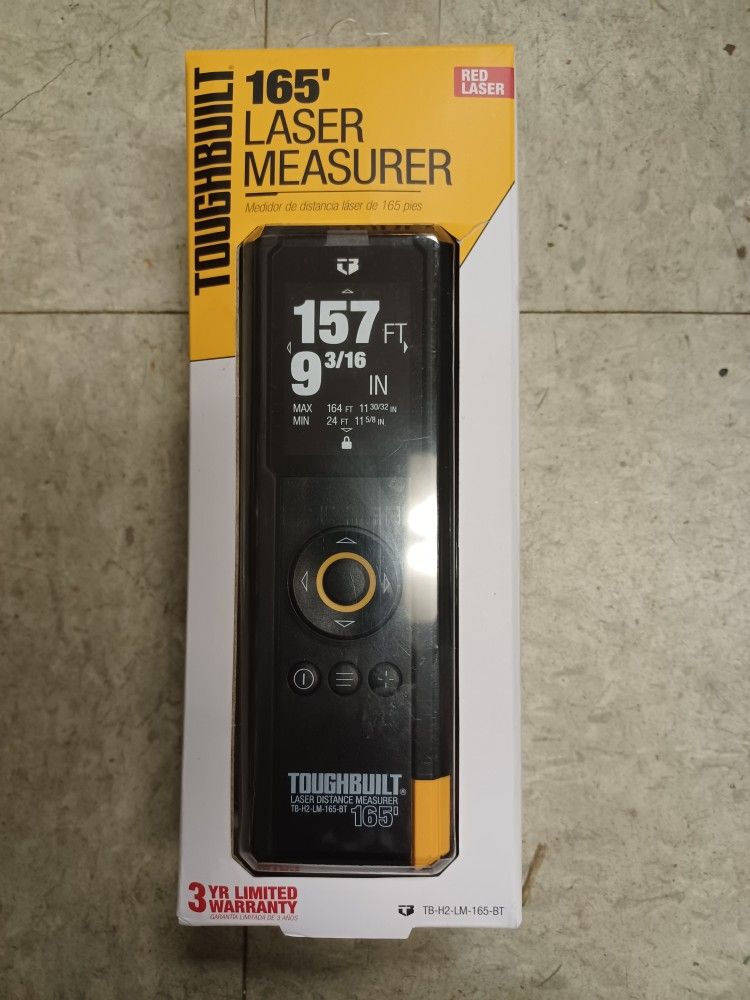 TOUGHBUILT®
165'
LASER
MEASURER
Medidor de distancia láser de 165 pies
RED
LASER
157 FT
9 3/16 IN
MAX 164 FT 11 30/32 IN
MIN 24 FT 11 5/8 IN
TOUGHBUILT®
LASER DISTANCE MEASURER
TB-H2-LM-165-BT 165'
3 YR LIMITED
WARRANTY
GARANTÍA LIMITADA DE 3 AÑOS
TB-H2-LM-165-BT